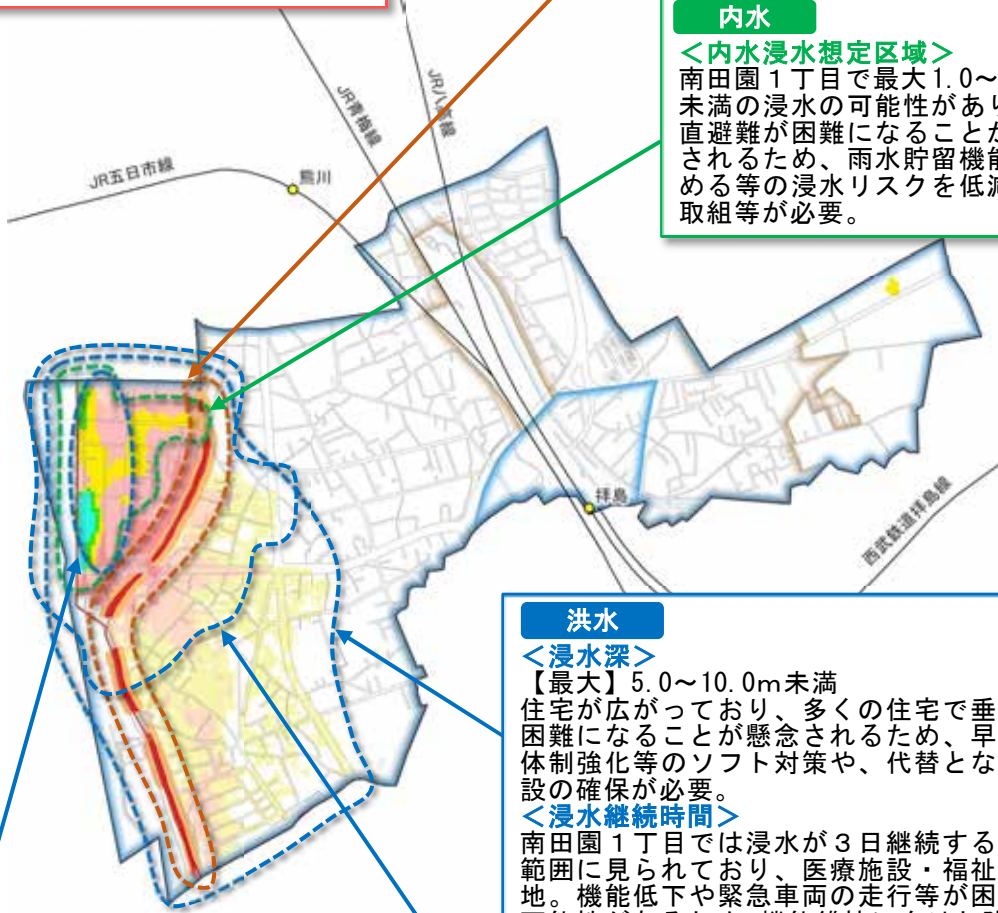 内水
＜内水浸水想定区域＞
南田園１丁目で最大1.0～
未満の浸水の可能性があり
直避難が困難になることが
されるため、雨水貯留機能
める等の浸水リスクを低減
取組等が必要。
JR青梅線
JR八高線
JR五日市線
熊川
拝島
西武鉄道拝島線
洪水
＜浸水深＞
【最大】5.0～10.0m未満
住宅が広がっており、多くの住宅で垂
困難になることが懸念されるため、早
体制強化等のソフト対策や、代替とな
設の確保が必要。
＜浸水継続時間＞
南田園１丁目では浸水が３日継続する
範囲に見られており、医療施設・福祉
地。機能低下や緊急車両の走行等が困